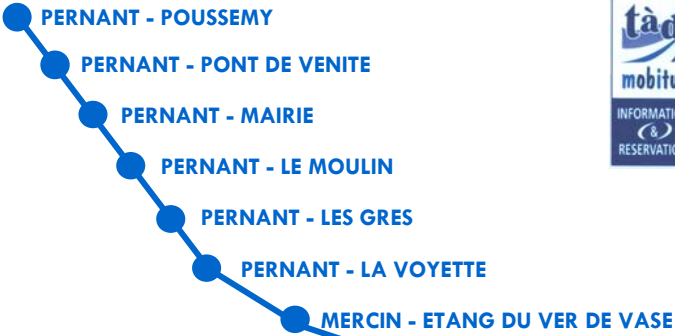 PERNANT - POUSSEMY
PERNANT - PONT DE VENITE
PERNANT - MAIRIE
PERNANT - LE MOULIN
PERNANT - LES GRES
PERNANT - LA VOYETTE
MERCIN - ETANG DU VER DE VASE
&